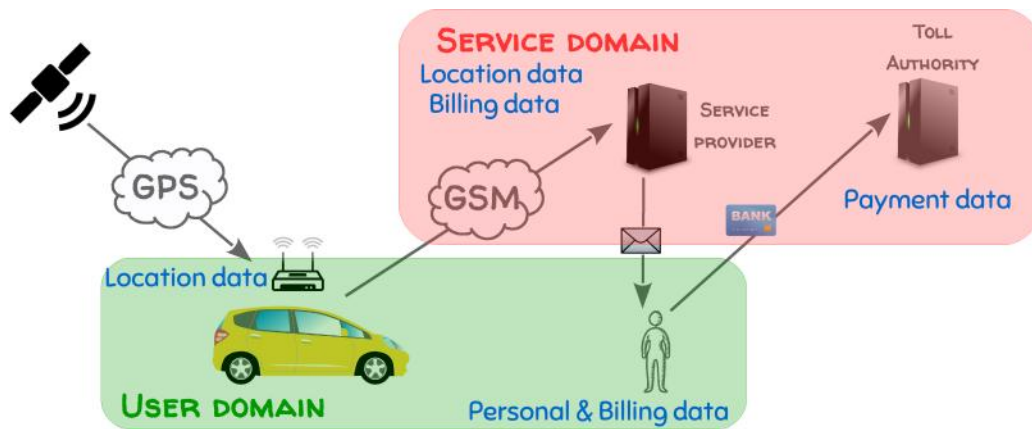 SERVICE DOMAIN
Location data
Billing data
SERVICE
PROVIDER
TOLL
AUTHORITY
Payment data
GPS
GSM
BANK
Location data
USER DOMAIN
Personal & Billing data